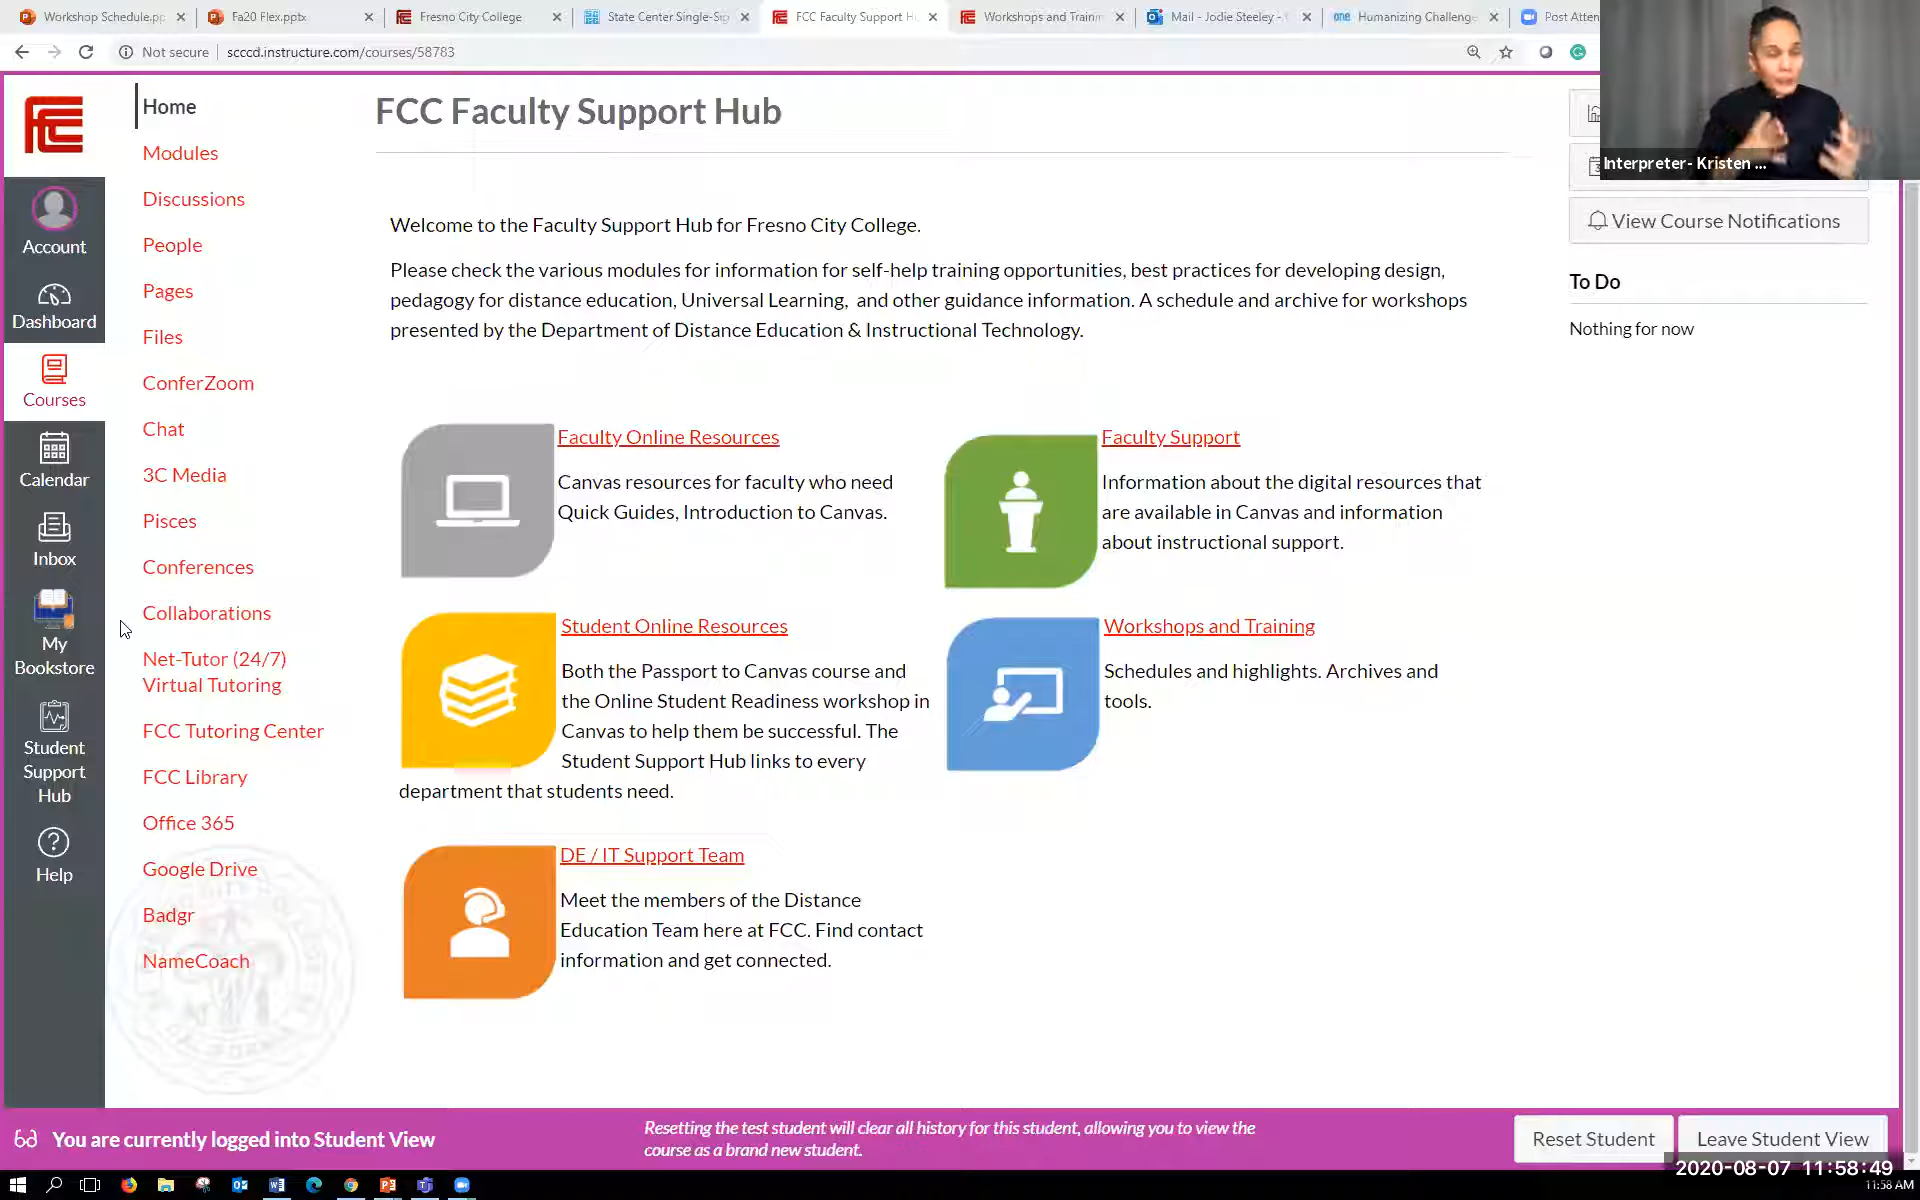 Workshop Schedule.pp
Fa20 Flex.pptx
Fresno City College
State Center Single-Sig
FCC Faculty Support H
Workshops and Trainin
Mail - Jodie Steeley -
Humanizing Challenge
Post Atten
Not secure
scccd.instructure.com/courses/58783
Interpreter- Kristen ...
FCC
Account
Dashboard
Courses
Calendar
Inbox
My
Bookstore
Student
Support
Hub
Help
Home
Modules
Discussions
People
Pages
Files
ConferZoom
Chat
3C Media
Pisces
Conferences
Collaborations
Net-Tutor (24/7)
Virtual Tutoring
FCC Tutoring Center
FCC Library
Office 365
Google Drive
Badgr
NameCoach
FCC Faculty Support Hub
Welcome to the Faculty Support Hub for Fresno City College.
Please check the various modules for information for self-help training opportunities, best practices for developing design,
pedagogy for distance education, Universal Learning, and other guidance information. A schedule and archive for workshops
presented by the Department of Distance Education & Instructional Technology.
Faculty Online Resources
Canvas resources for faculty who need
Quick Guides, Introduction to Canvas.
Faculty Support
Information about the digital resources that
are available in Canvas and information
about instructional support.
Student Online Resources
Both the Passport to Canvas course and
the Online Student Readiness workshop in
Canvas to help them be successful. The
Student Support Hub links to every
department that students need.
Workshops and Training
Schedules and highlights. Archives and
tools.
DE / IT Support Team
Meet the members of the Distance
Education Team here at FCC. Find contact
information and get connected.
View Course Notifications
To Do
Nothing for now
You are currently logged into Student View
Resetting the test student will clear all history for this student, allowing you to view the
course as a brand new student.
Reset Student
Leave Student View
2020-08-07 11:58:49
11:58 AM